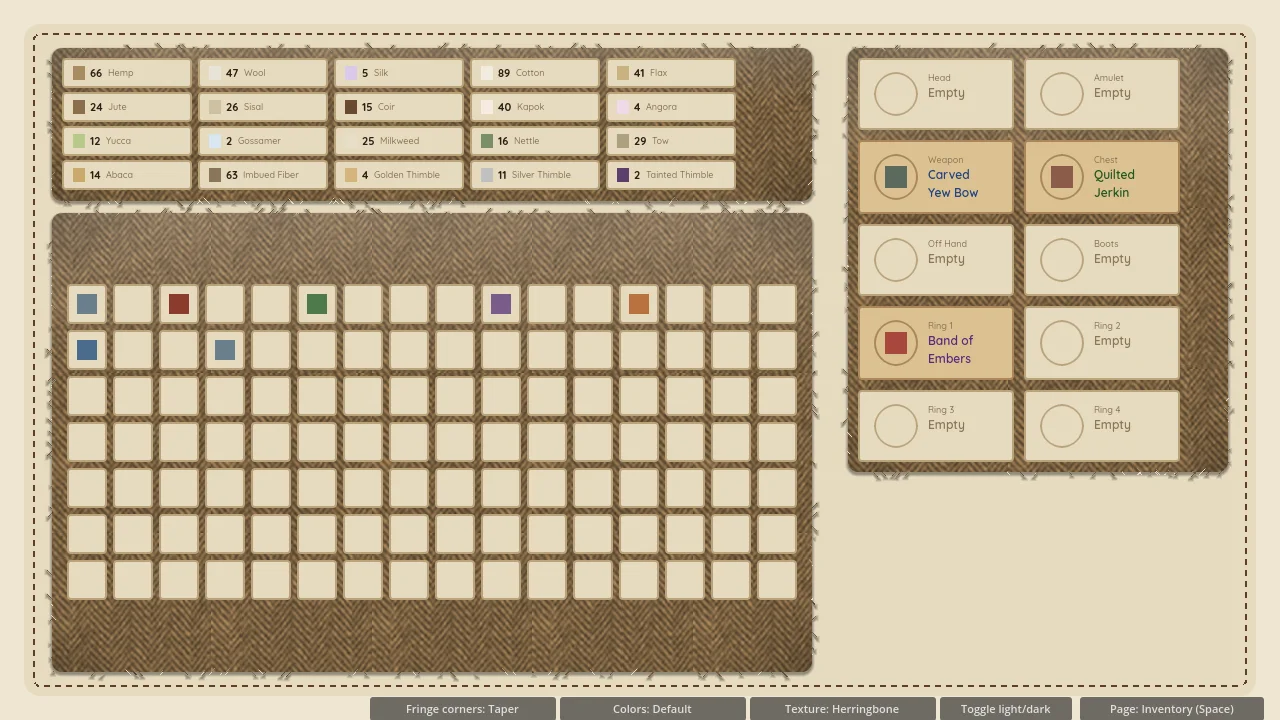 66 Hemp
47 Wool
5 Silk
89 Cotton
41 Flax
24 Jute
26 Sisal
15 Coir
40 Kapok
4 Angora
12 Yucca
2 Gossamer
25 Milkweed
16 Nettle
29 Tow
14 Abaca
63 Imbued Fiber
4 Golden Thimble
11 Silver Thimble
2 Tainted Thimble
Head
Empty
Amulet
Empty
Weapon
Carved
Yew Bow
Chest
Quilted
Jerkin
Off Hand
Empty
Boots
Empty
Ring 1
Band of
Embers
Ring 2
Empty
Ring 3
Empty
Ring 4
Empty
Fringe corners: Taper
Colors: Default
Texture: Herringbone
Toggle light/dark
Page: Inventory (Space)